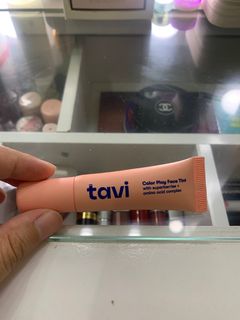 tavi
Color Play Face Tint
with superberries +
amino acid complex